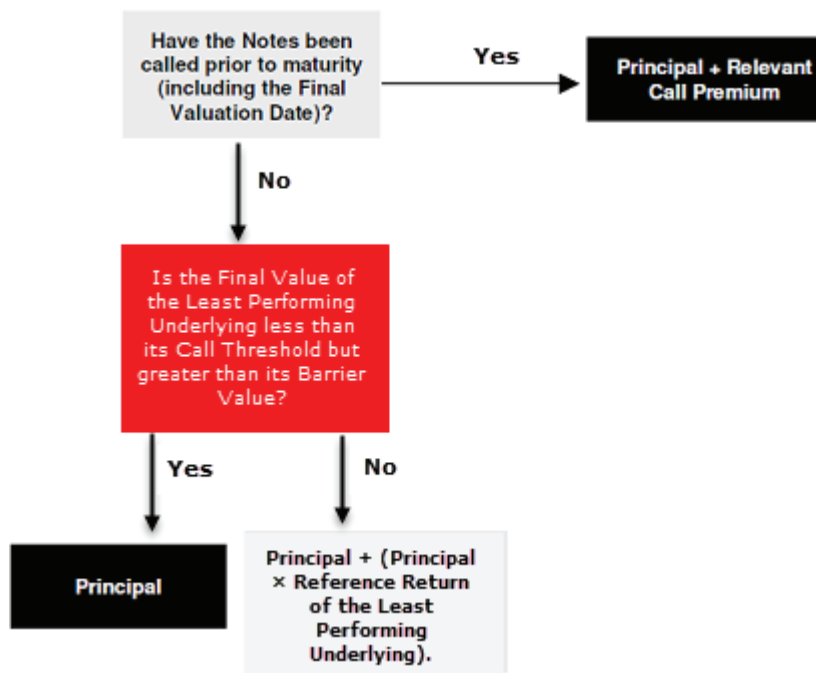 Have the Notes been
called prior to maturity
(including the Final
Valuation Date)?
Yes
Principal + Relevant
Call Premium
No
Is the Final Value of
the Least Performing
Underlying less than
its Call Threshold but
greater than its Barrier
Value?
Yes
No
Principal
Principal + (Principal
× Reference Return
of the Least
Performing
Underlying).